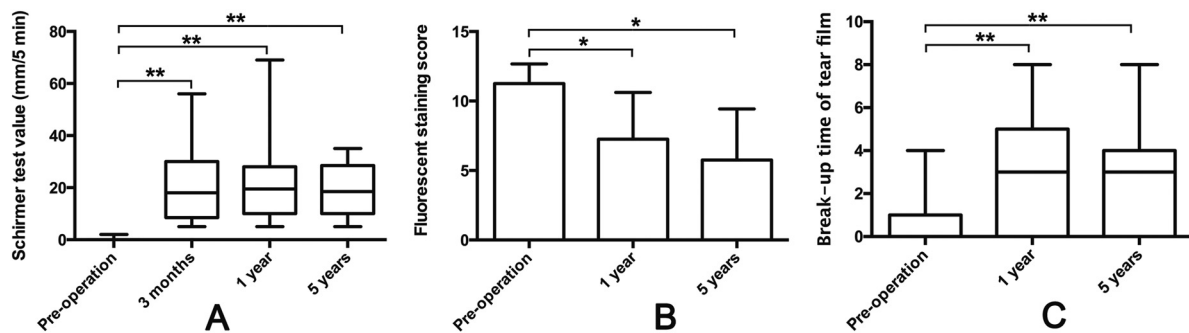 Schirmer test value (mm/5 min)
80
60
40
20
0
**
**
**
Pre-operation
3 months
1 year
5 years
A
Fluorescent staining score
15
10
5
0
*
*
Pre-operation
1 year
5 years
B
Break-up time of tear film
10
8
6
4
2
0
**
**
Pre-operation
1 year
5 years
C